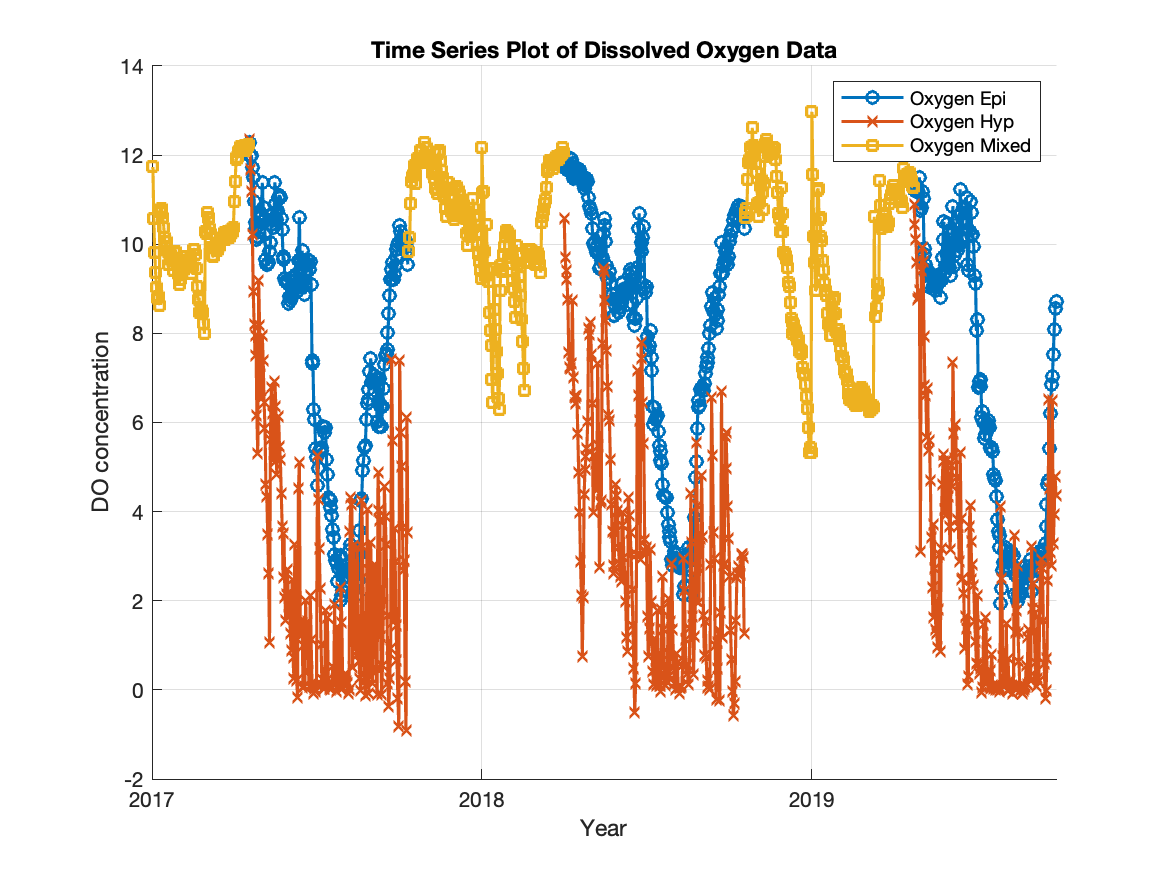 Time Series Plot of Dissolved Oxygen Data
14
12
10
8
6
4
2
0
-2
DO concentration
Oxygen Epi
Oxygen Hyp
Oxygen Mixed
2017
2018
2019
Year